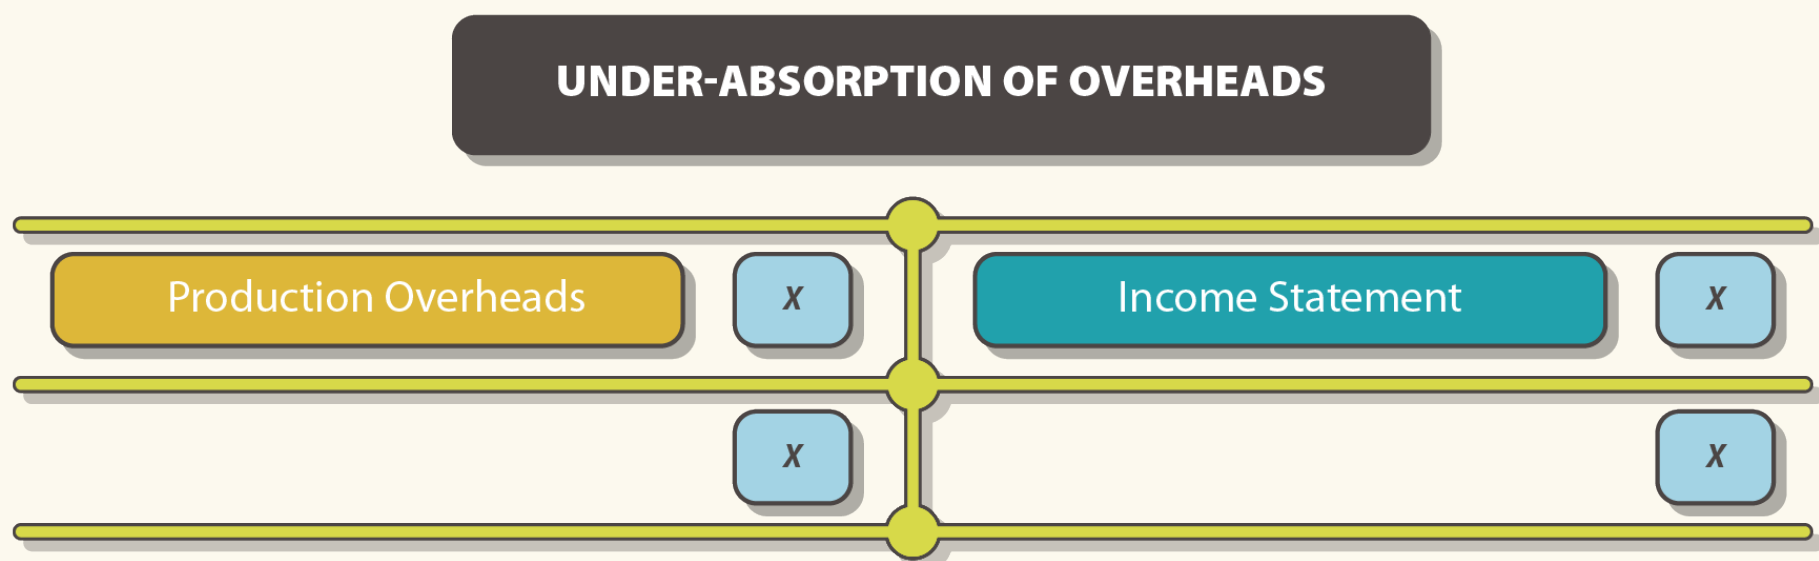 UNDER-ABSORPTION OF OVERHEADS
Production Overheads X Income Statement X
X X